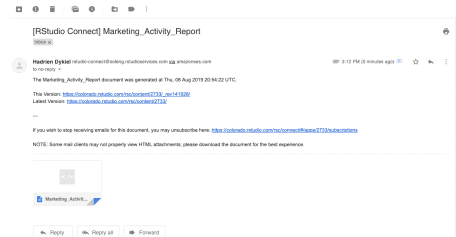 [RStudio Connect] Marketing_Activity_Report
Inbox x
Hadrien Dykiel rstudio-connect@soleng.rstudioservices.com via amazonses.com
3:12 PM (0 minutes ago)
to no-reply
The Marketing_Activity_Report document was generated at Thu, 08 Aug 2019 20:54:22 UTC.
This Version: https://colorado.rstudio.com/rsc/content/2733/_rev141928/
Latest Version: https://colorado.rstudio.com/rsc/content/2733/
---
If you wish to stop receiving emails for this document, you may unsubscribe here: https://colorado.rstudio.com/rsc/connect/#/apps/2733/subscriptions
NOTE: Some mail clients may not properly view HTML attachments; please download the document for the best experience.
</>
Marketing_Activit...
Reply Reply all Forward